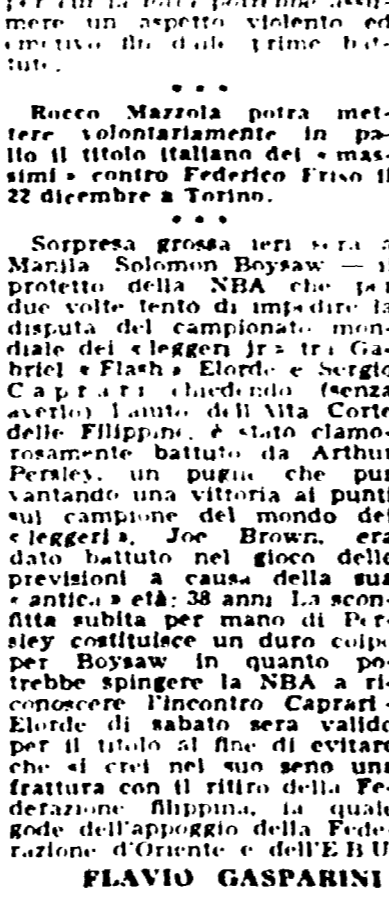 mere un aspetto violento ed
emotivo fin dalle prime bat-
tute.
* * *
Rocco Mazzola potrà met-
tere volontariamente in pa-
lio il titolo italiano dei « mas-
simi » contro Federico Friso il
22 dicembre a Torino.
* * *
Sorpresa grossa ieri sera a
Manila Solomon Boysaw — il
protetto della NBA che per
due volte tentò di impedire la
disputa del campionato mon-
diale dei « leggeri jr » tra Ga-
briel « Flash » Elorde e Sergio
Caprari chiedendo (senza
averlo) l'aiuto dell'Alta Corte
delle Filippine, è stato clamo-
rosamente battuto da Arthur
Persley, un pugile che pur
vantando una vittoria ai punti
sul campione del mondo dei
« leggeri », Joe Brown, era
dato battuto nel gioco delle
previsioni a causa della sua
« antica » età: 38 anni La scon-
fitta subita per mano di Per-
sley costituisce un duro colpo
per Boysaw in quanto po-
trebbe spingere la NBA a ri-
conoscere l'incontro Caprari-
Elorde di sabato sera valido
per il titolo al fine di evitare
che si crei nel suo seno una
frattura con il ritiro della Fe-
derazione filippina, la quale
gode dell'appoggio della Fede-
razione d'Oriente e dell'E B U
FLAVIO GASPARINI